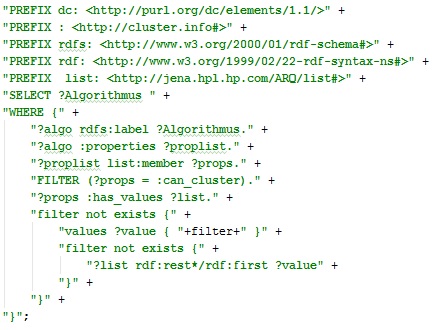 "PREFIX dc: <http://purl.org/dc/elements/1.1/>" +
"PREFIX : <http://cluster.info#>" +
"PREFIX rdfs: <http://www.w3.org/2000/01/rdf-schema#>" +
"PREFIX rdf: <http://www.w3.org/1999/02/22-rdf-syntax-ns#>" +
"PREFIX  list: <http://jena.hpl.hp.com/ARQ/list#>" +
"SELECT ?Algorithmus " +
"WHERE {" +
    "?algo rdfs:label ?Algorithmus." +
    "?algo :properties ?proplist." +
    "?proplist list:member ?props." +
    "FILTER (?props = :can_cluster)." +
    "?props :has_values ?list." +
    "filter not exists {" +
        "values ?value { "+filter+" }" +
        "filter not exists {" +
            "?list rdf:rest*/rdf:first ?value" +
        "}" +
    "}" +
"}";